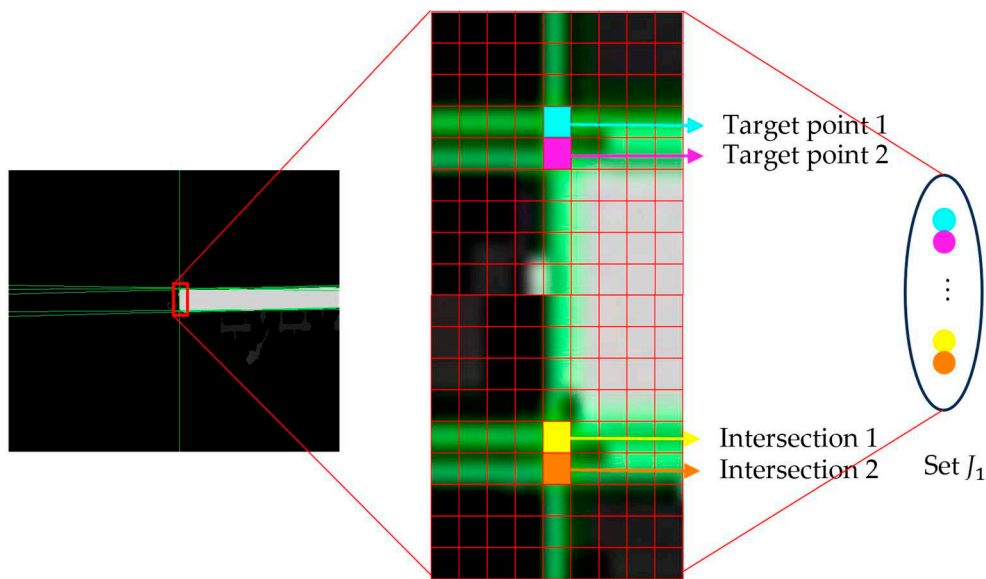 Target point 1
Target point 2
Intersection 1
Intersection 2
Set J₁